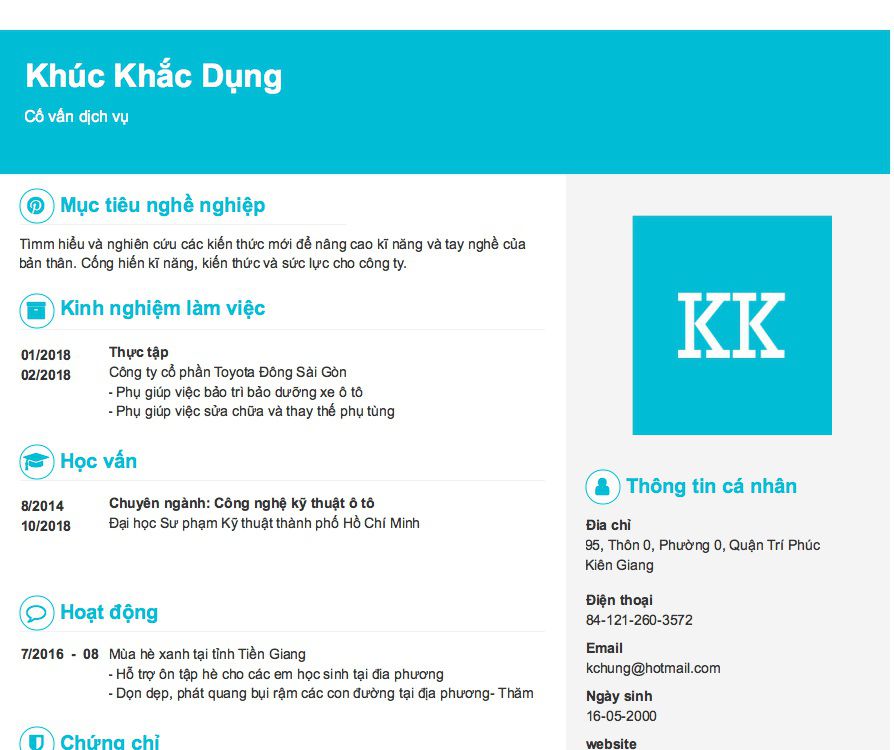 Khúc Khắc Dụng
Cố vấn dịch vụ
Mục tiêu nghề nghiệp
Tìmm hiểu và nghiên cứu các kiến thức mới để nâng cao kĩ năng và tay nghề của
bản thân. Cống hiến kĩ năng, kiến thức và sức lực cho công ty.
Kinh nghiệm làm việc
01/2018 Thực tập
02/2018 Công ty cổ phần Toyota Đông Sài Gòn
- Phụ giúp việc bảo trì bảo dưỡng xe ô tô
- Phụ giúp việc sửa chữa và thay thế phụ tùng
Học vấn
8/2014 Chuyên ngành: Công nghệ kỹ thuật ô tô
10/2018 Đại học Sư phạm Kỹ thuật thành phố Hồ Chí Minh
Hoạt động
7/2016 - 08 Mùa hè xanh tại tỉnh Tiền Giang
- Hỗ trợ ôn tập hè cho các em học sinh tại đia phương
- Dọn dẹp, phát quang bụi rậm các con đường tại địa phương- Thăm
Chứng chỉ
KK
Thông tin cá nhân
Đia chỉ
95, Thôn 0, Phường 0, Quận Trí Phúc
Kiên Giang
Điện thoại
84-121-260-3572
Email
kchung@hotmail.com
Ngày sinh
16-05-2000
website